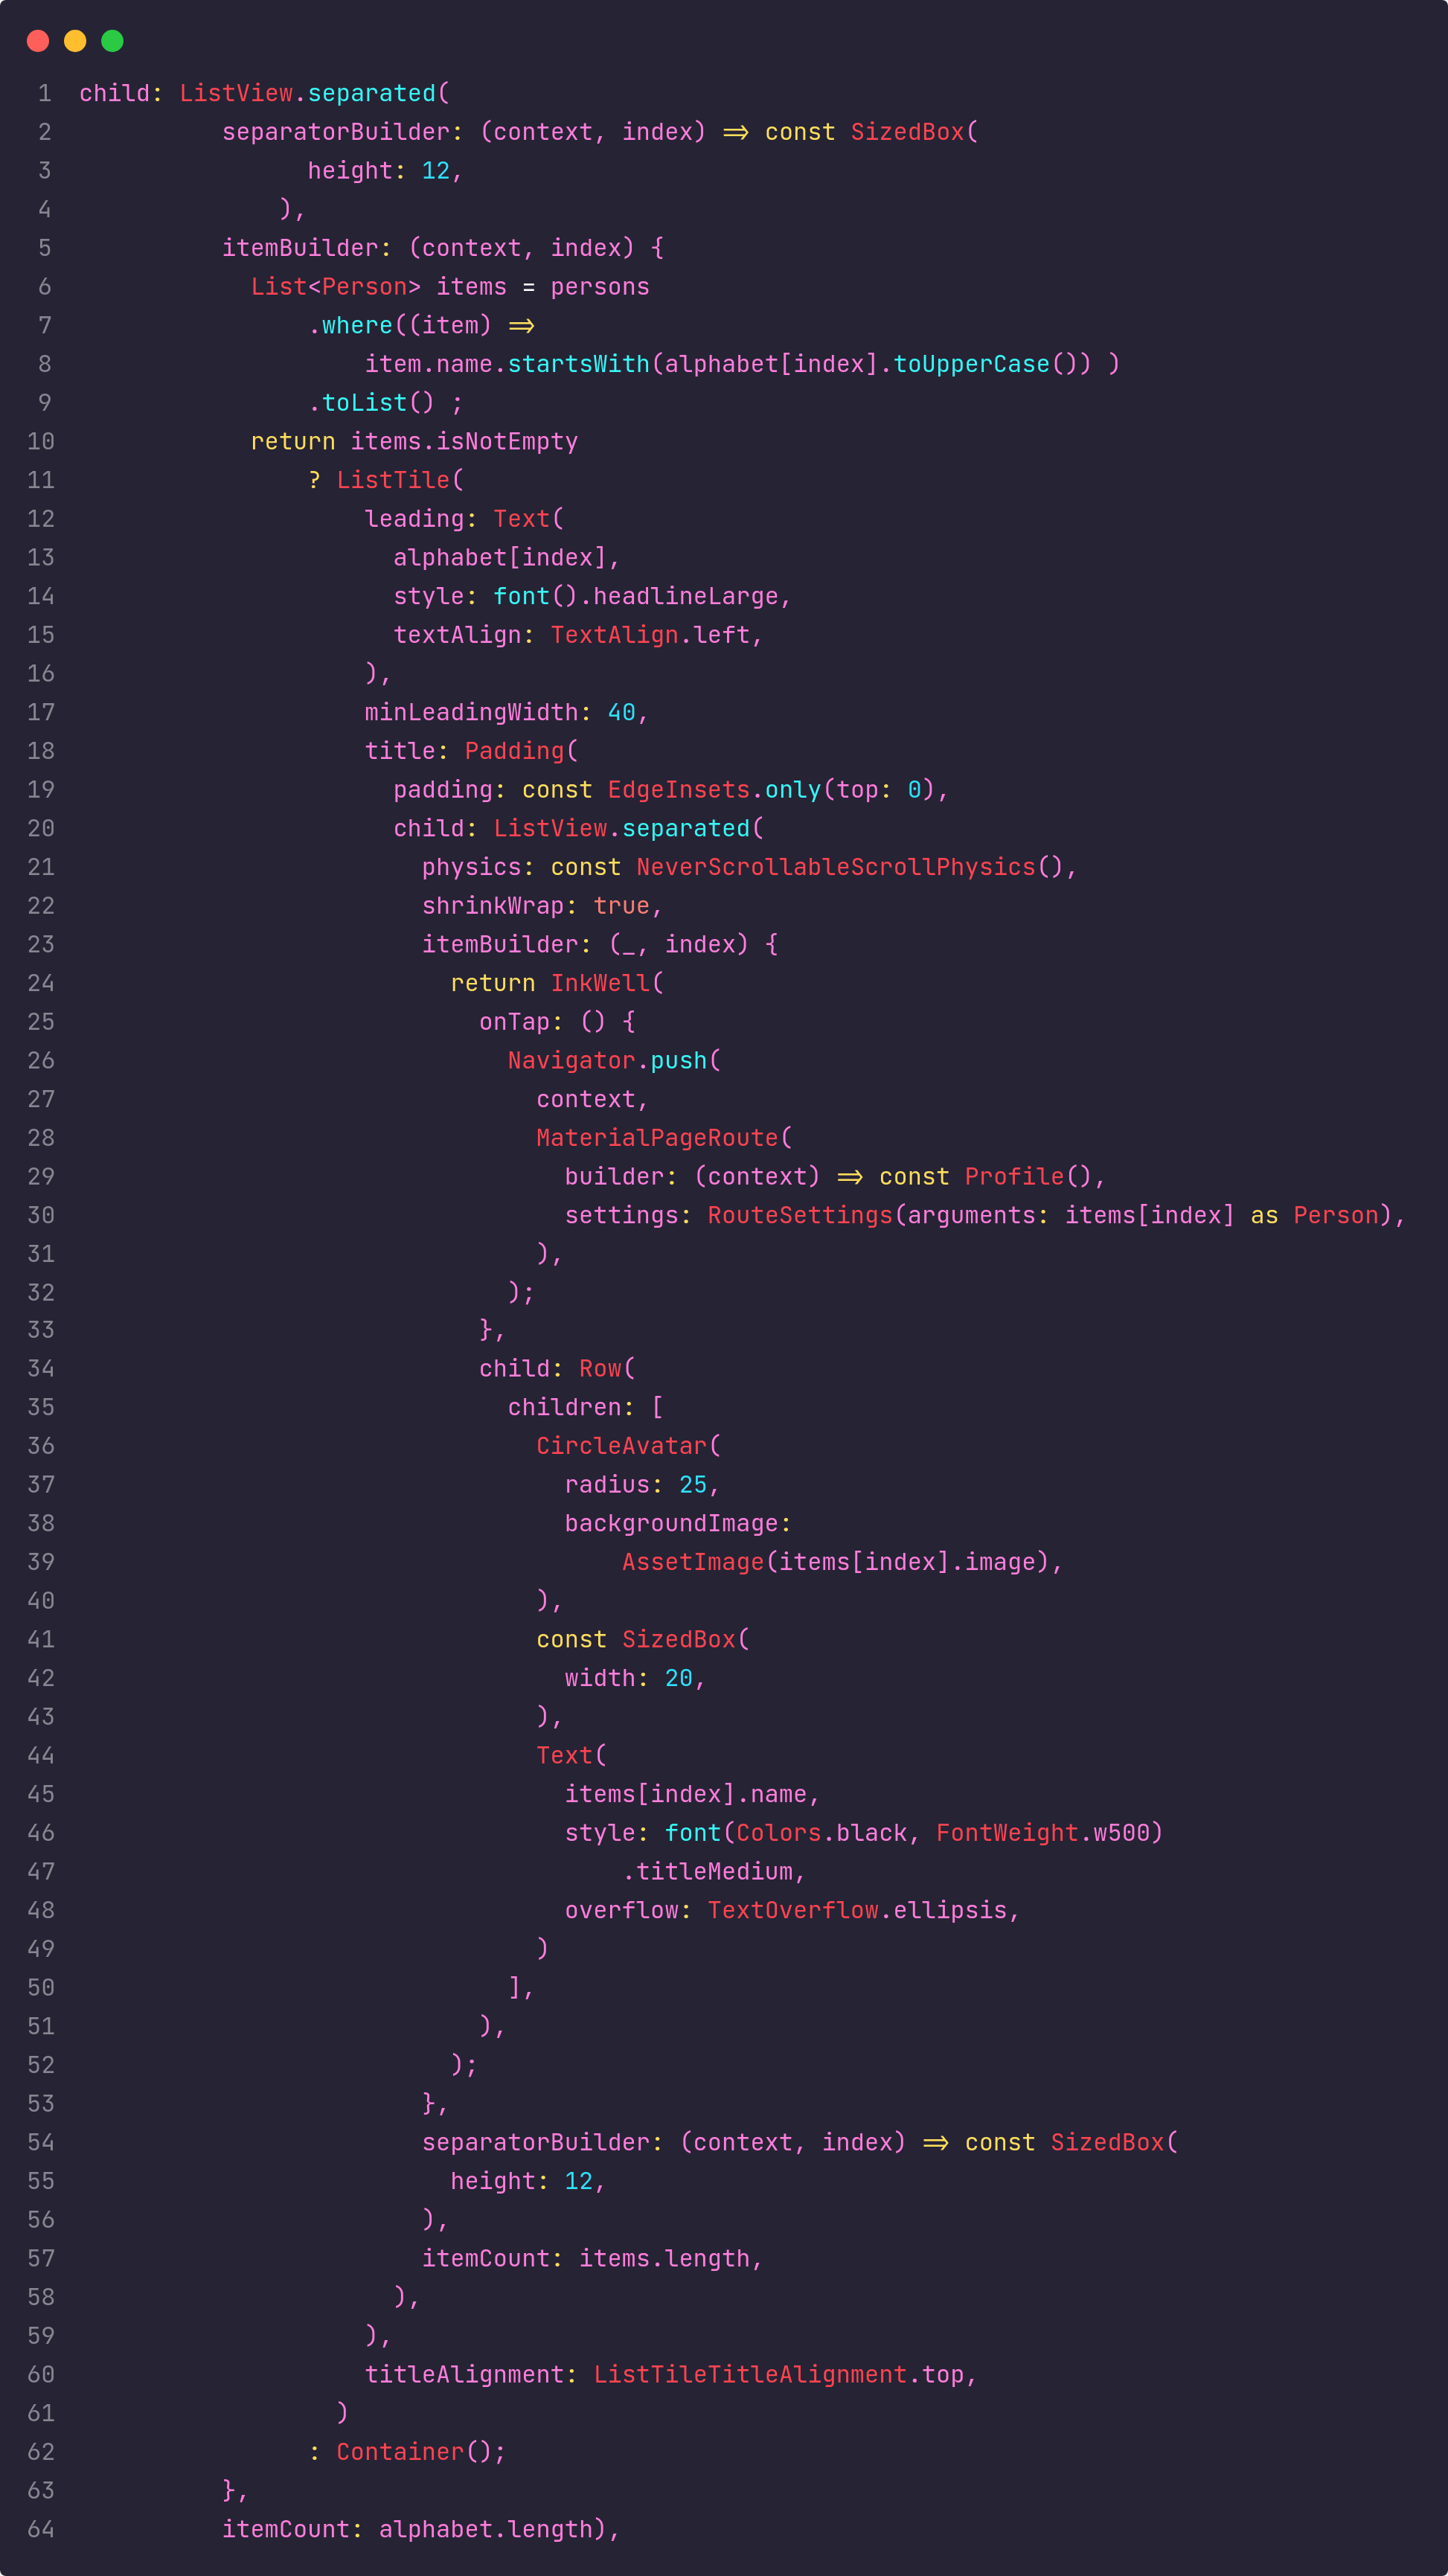 1 child: ListView.separated(
2           separatorBuilder: (context, index) => const SizedBox(
3                 height: 12,
4               ),
5           itemBuilder: (context, index) {
6             List<Person> items = persons
7                 .where((item) =>
8                     item.name.startsWith(alphabet[index].toUpperCase()) )
9                 .toList() ;
10             return items.isNotEmpty
11                 ? ListTile(
12                     leading: Text(
13                       alphabet[index],
14                       style: font().headlineLarge,
15                       textAlign: TextAlign.left,
16                     ),
17                     minLeadingWidth: 40,
18                     title: Padding(
19                       padding: const EdgeInsets.only(top: 0),
20                       child: ListView.separated(
21                         physics: const NeverScrollableScrollPhysics(),
22                         shrinkWrap: true,
23                         itemBuilder: (_, index) {
24                           return InkWell(
25                             onTap: () {
26                               Navigator.push(
27                                 context,
28                                 MaterialPageRoute(
29                                   builder: (context) => const Profile(),
30                                   settings: RouteSettings(arguments: items[index] as Person),
31                                 ),
32                               );
33                             },
34                             child: Row(
35                               children: [
36                                 CircleAvatar(
37                                   radius: 25,
38                                   backgroundImage:
39                                       AssetImage(items[index].image),
40                                 ),
41                                 const SizedBox(
42                                   width: 20,
43                                 ),
44                                 Text(
45                                   items[index].name,
46                                   style: font(Colors.black, FontWeight.w500)
47                                       .titleMedium,
48                                   overflow: TextOverflow.ellipsis,
49                                 )
50                               ],
51                             ),
52                           );
53                         },
54                         separatorBuilder: (context, index) => const SizedBox(
55                           height: 12,
56                         ),
57                         itemCount: items.length,
58                       ),
59                     ),
60                     titleAlignment: ListTileTitleAlignment.top,
61                   )
62                 : Container();
63           },
64           itemCount: alphabet.length),